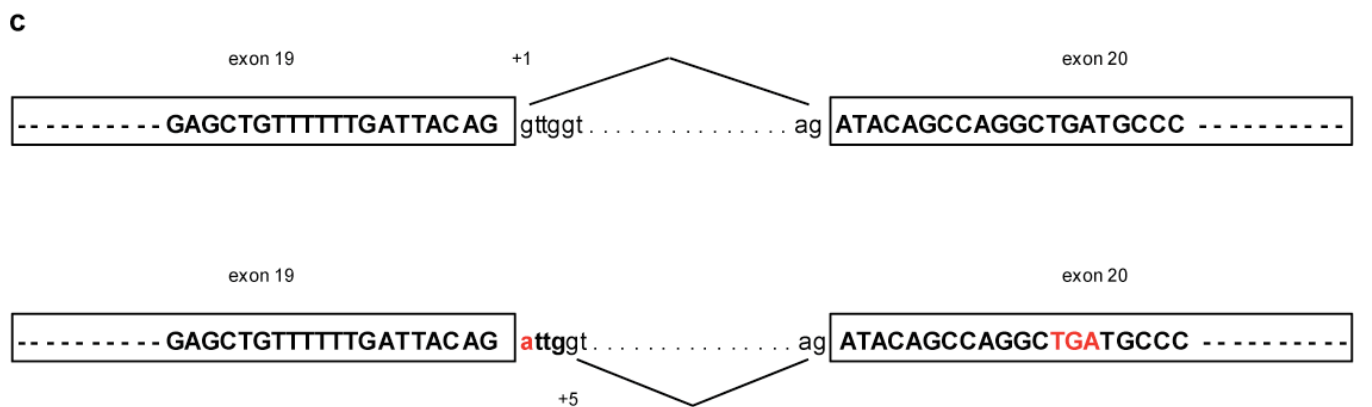 c
exon 19 +1 exon 20
- - - - - - - - - - GAGCTGTTTTTTGATTACAG gttggt . . . . . . . . . . . . . . . ag ATACAGCCAGGCTGATGCCC - - - - - - - - - -
exon 19 exon 20
- - - - - - - - - - GAGCTGTTTTTTGATTACAG attggt . . . . . . . . . . . . . . . ag ATACAGCCAGGCTGATGCCC - - - - - - - - - -
+5